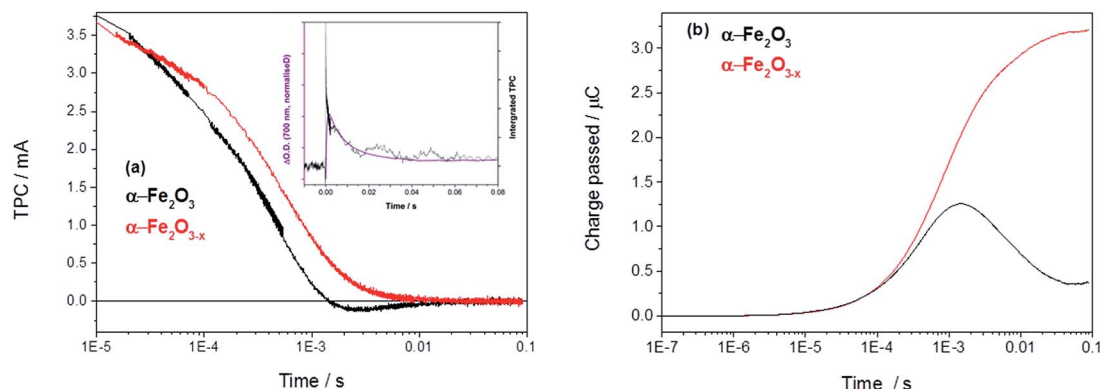 3.5
3.0
2.5
2.0
1.5
1.0
0.5
0.0
TPC / mA
(a)
α–Fe2O3
α–Fe2O3-x
1E-5 1E-4 1E-3 0.01 0.1
Time / s
ΔO.D. (700 nm, normaliseD)
Intergrated TPC
0.00 0.02 0.04 0.06 0.08
Time / s
(b) α–Fe2O3
α–Fe2O3-x
3.0
2.5
2.0
1.5
1.0
0.5
0.0
Charge passed / μC
1E-7 1E-6 1E-5 1E-4 1E-3 0.01 0.1
Time / s